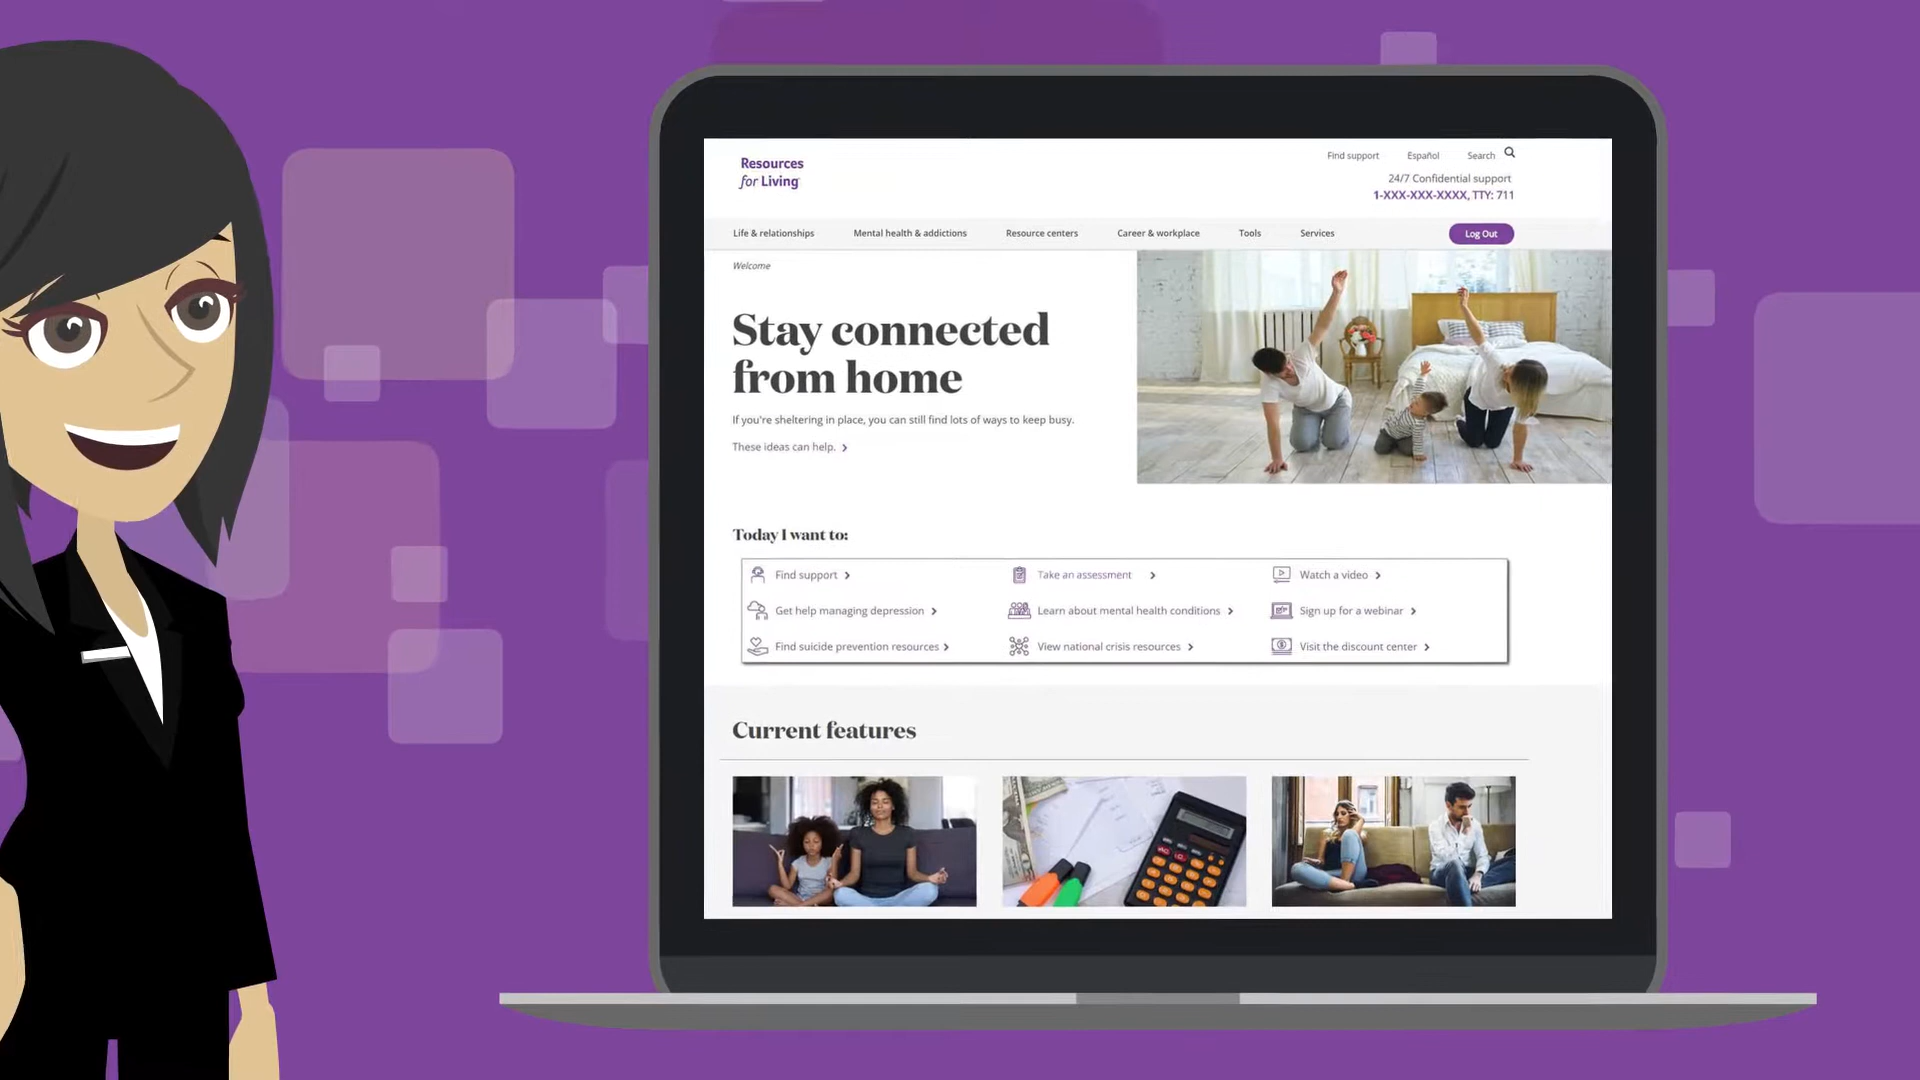 Resources
for Living
Find support
Español
Search
24/7 Confidential support
1-XXX-XXX-XXXX, TTY: 711
Life & relationships
Mental health & addictions
Resource centers
Career & workplace
Tools
Services
Log Out
Welcome
Stay connected
from home
If you're sheltering in place, you can still find lots of ways to keep busy.
These ideas can help.
Today I want to:
Find support
Take an assessment
Watch a video
Get help managing depression
Learn about mental health conditions
Sign up for a webinar
Find suicide prevention resources
View national crisis resources
Visit the discount center
Current features